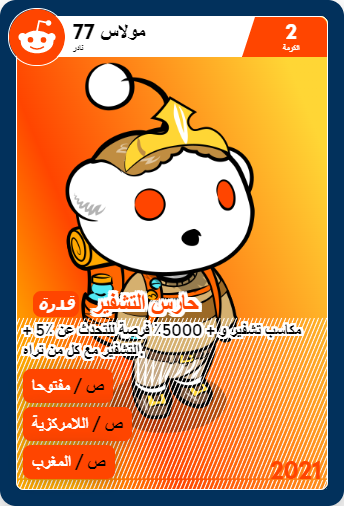 مولاس 77
نادر
2
الكومة
قدرة حارس التشفير
+ 5% مكاسب تشفير و + 5000% فرصة للتحدث عن
التشفير مع كل من تراه
ص / مفتوحا
ص / اللامركزية
ص / المغرب
2021